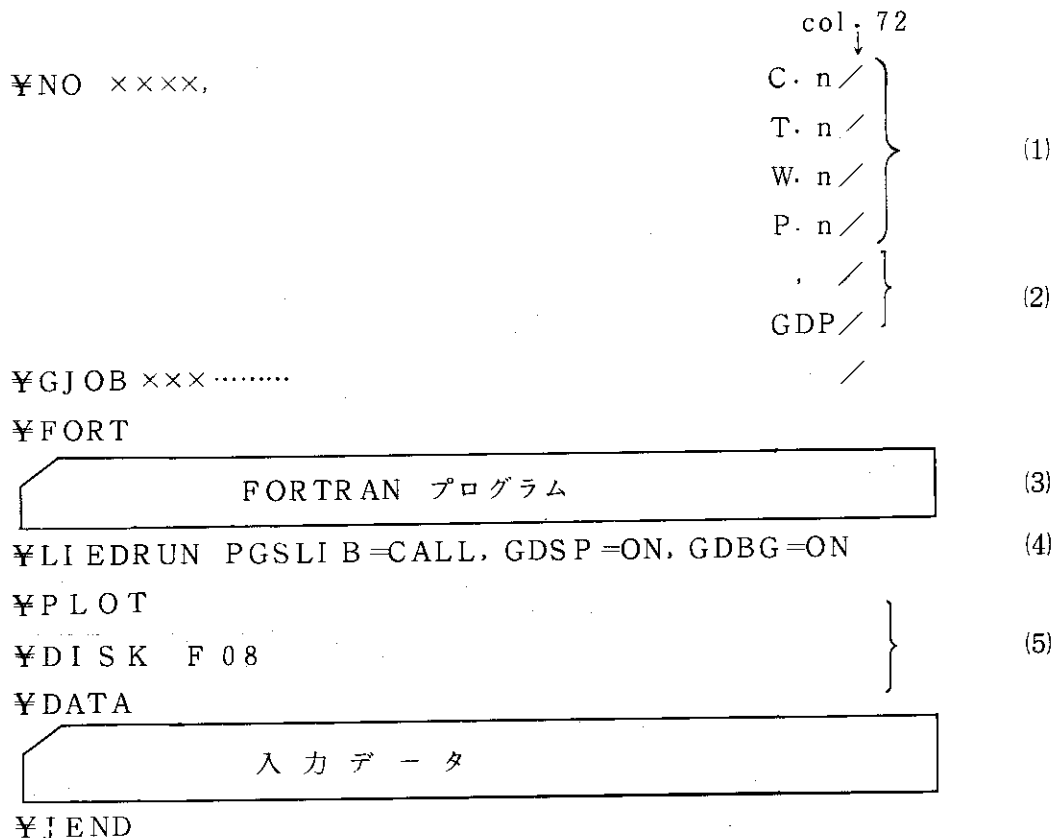 col. 72
¥NO ××××, C. n／
T. n／ (1)
W. n／
P. n／
, ／ (2)
GDP／
¥GJOB ×××……… ／
¥FORT
FORTRAN プログラム (3)
¥LIEDRUN PGSLIB=CALL, GDSP=ON, GDBG=ON (4)
¥PLOT
¥DISK F08 (5)
¥DATA
入力データ
¥JEND